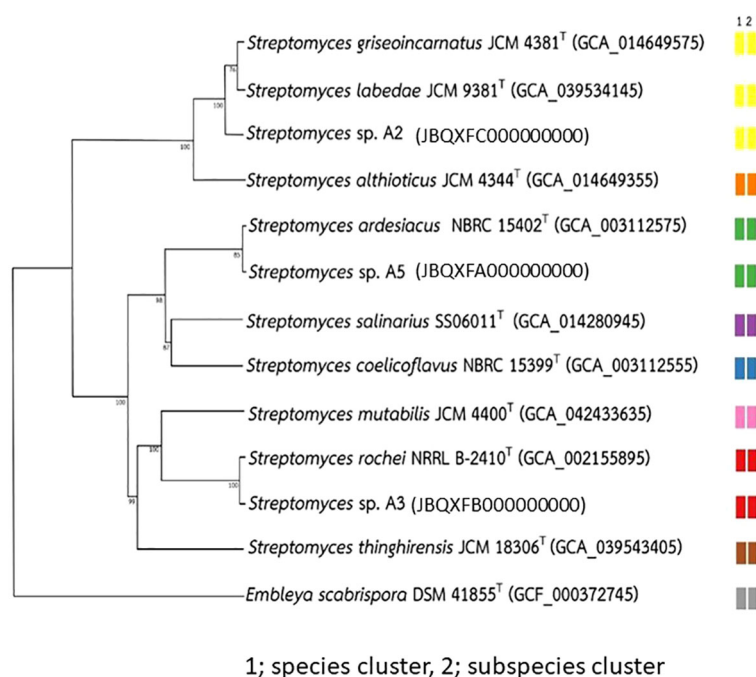 1 2
Streptomyces griseoincarnatus JCM 4381ᵀ (GCA_014649575)
76
Streptomyces labedae JCM 9381ᵀ (GCA_039534145)
100
Streptomyces sp. A2 (JBQXFC000000000)
100
Streptomyces althioticus JCM 4344ᵀ (GCA_014649355)
Streptomyces ardesiacus NBRC 15402ᵀ (GCA_003112575)
Streptomyces sp. A5 (JBQXFA000000000)
Streptomyces salinarius SS06011ᵀ (GCA_014280945)
Streptomyces coelicoflavus NBRC 15399ᵀ (GCA_003112555)
100
Streptomyces mutabilis JCM 4400ᵀ (GCA_042433635)
100
Streptomyces rochei NRRL B-2410ᵀ (GCA_002155895)
100
Streptomyces sp. A3 (JBQXFB000000000)
Streptomyces thinghirensis JCM 18306ᵀ (GCA_039543405)
Embleya scabrispora DSM 41855ᵀ (GCF_000372745)
1; species cluster, 2; subspecies cluster